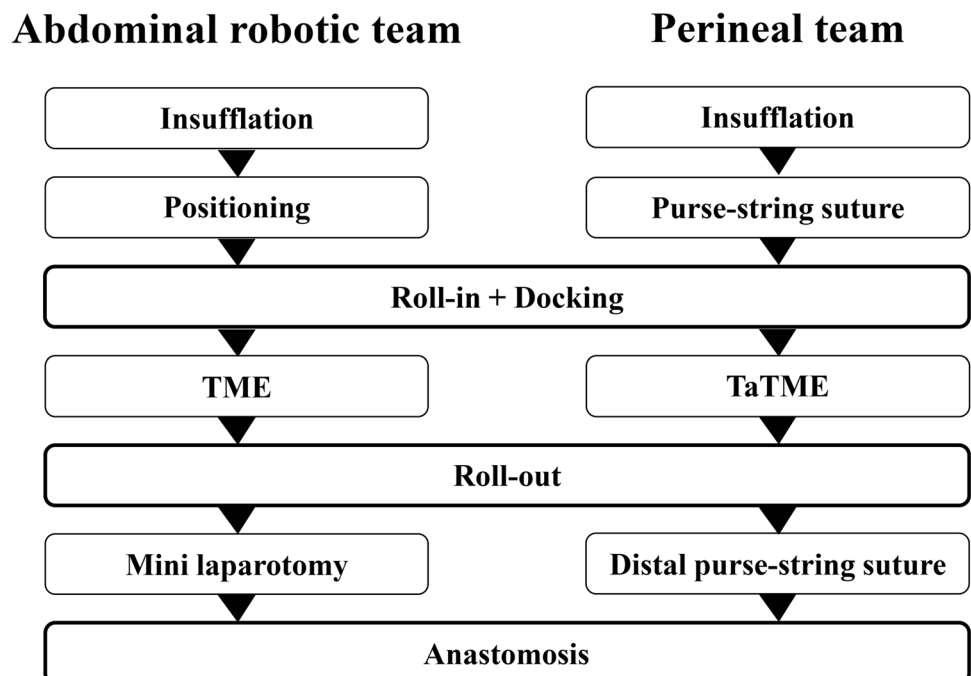 Abdominal robotic team
Perineal team
Insufflation
Insufflation
Positioning
Purse-string suture
Roll-in + Docking
TME
TaTME
Roll-out
Mini laparotomy
Distal purse-string suture
Anastomosis